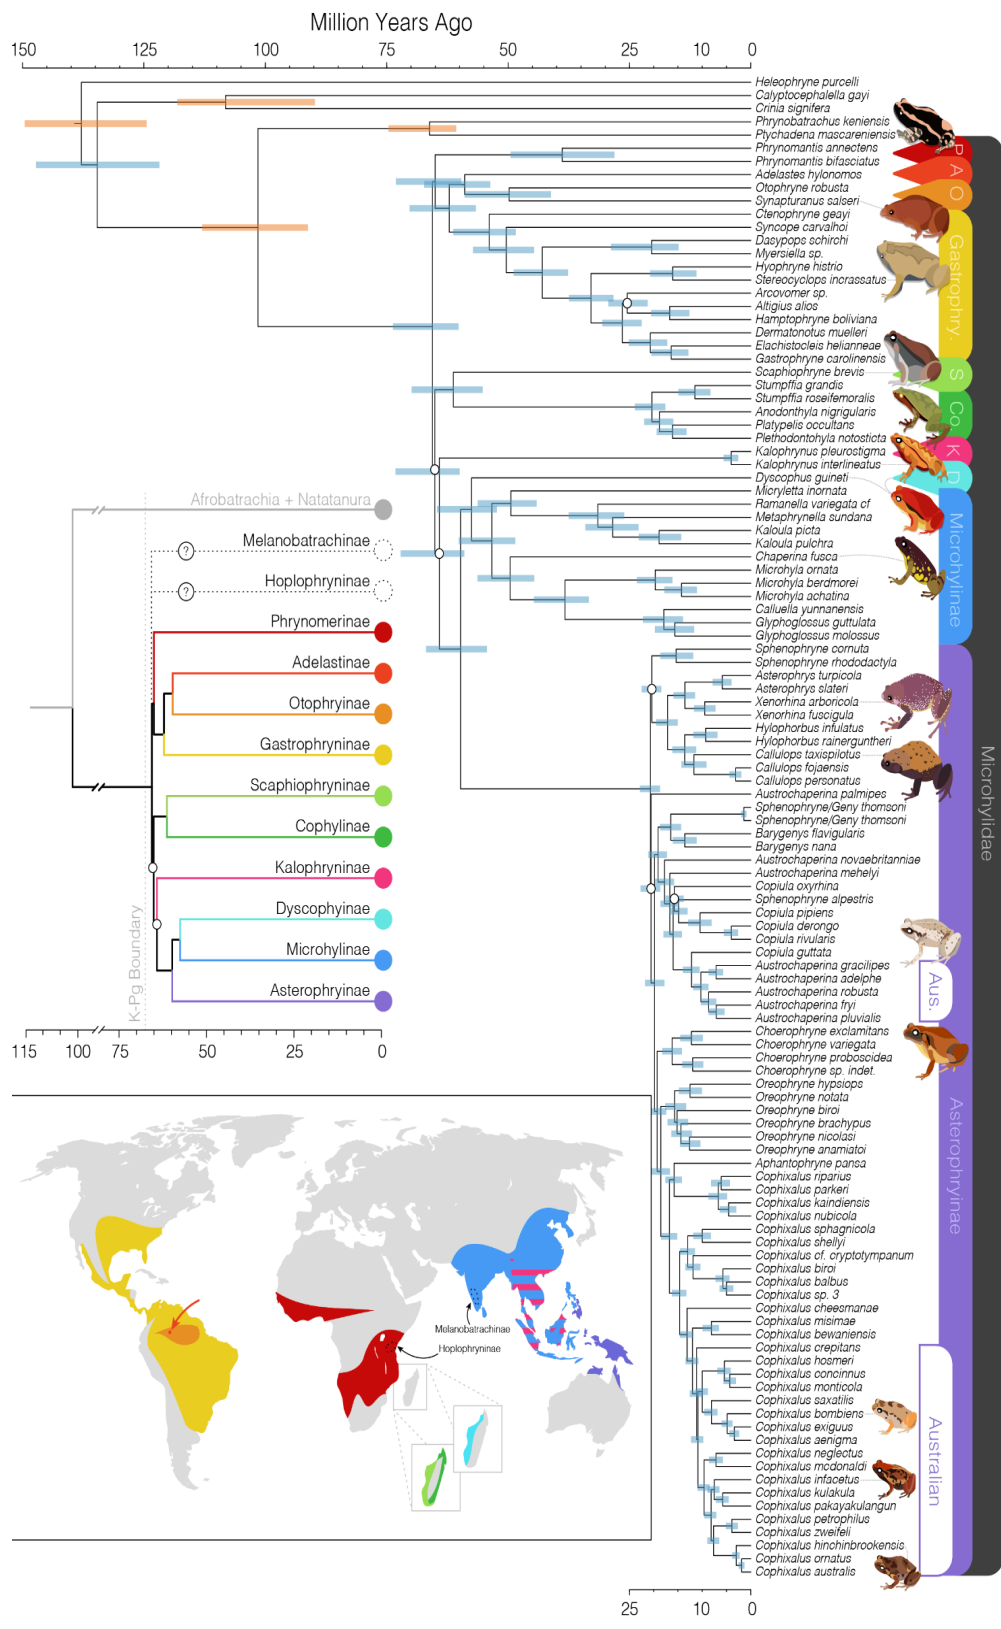 Million Years Ago
150 125 100 75 50 25 10 0
Heleophryne purcelli
Calyptocephalella gayi
Crinia signifera
Phrynobatrachus keniensis
Ptychadena mascareniensis
Phrynomantis annectens
Phrynomantis bifasciatus
Adelastes hylonomos
Otophryne robusta
Synapturanus salseri
Ctenophryne geayi
Syncope carvalhoi
Dasypops schirchi
Myersiella sp.
Hyophryne histrio
Stereocyclops incrassatus
Arcovomer sp.
Altigius alios
Hamptophryne boliviana
Dermatonotus muelleri
Elachistocleis helianneae
Gastrophryne carolinensis
Scaphiophryne brevis
Stumpffia grandis
Stumpffia roseifemoralis
Anodonthyla nigrigularis
Platypelis occultans
Plethodontohyla notosticta
Kalophrynus pleurostigma
Kalophrynus interlineatus
Dyscophus guineti
Micryletta inornata
Ramanella variegata cf
Metaphrynella sundana
Kaloula picta
Kaloula pulchra
Chaperina fusca
Microhyla ornata
Microhyla berdmorei
Microhyla achatina
Calluella yunnanensis
Glyphoglossus guttulata
Glyphoglossus molossus
Sphenophryne cornuta
Sphenophryne rhododactyla
Asterophrys turpicola
Asterophrys slateri
Xenorhina arboricola
Xenorhina fuscigula
Hylophorbus infulatus
Hylophorbus rainerguntheri
Callulops taxispilotus
Callulops fojaensis
Callulops personatus
Austrochaperina palmipes
Sphenophryne/Geny thomsoni
Sphenophryne/Geny thomsoni
Barygenys flavigularis
Barygenys nana
Austrochaperina novaebritanniae
Austrochaperina mehelyi
Copiula oxyrhina
Sphenophryne alpestris
Copiula pipiens
Copiula derongo
Copiula rivularis
Copiula guttata
Austrochaperina gracilipes
Austrochaperina adelphe
Austrochaperina robusta
Austrochaperina fryi
Austrochaperina pluvialis
Choerophryne exclamitans
Choerophryne variegata
Choerophryne proboscidea
Choerophryne sp. indet.
Oreophryne hypsiops
Oreophryne notata
Oreophryne biroi
Oreophryne brachypus
Oreophryne nicolasi
Oreophryne anamiatoi
Aphantophryne pansa
Cophixalus riparius
Cophixalus parkeri
Cophixalus kaindiensis
Cophixalus nubicola
Cophixalus sphagnicola
Cophixalus shellyi
Cophixalus cf. cryptotympanum
Cophixalus biroi
Cophixalus balbus
Cophixalus sp. 3
Cophixalus cheesmanae
Cophixalus misimae
Cophixalus bewaniensis
Cophixalus crepitans
Cophixalus hosmeri
Cophixalus concinnus
Cophixalus monticola
Cophixalus saxatilis
Cophixalus bombiens
Cophixalus exiguus
Cophixalus aenigma
Cophixalus neglectus
Cophixalus mcdonaldi
Cophixalus infacetus
Cophixalus kulakula
Cophixalus pakayakulangun
Cophixalus petrophilus
Cophixalus zweifeli
Cophixalus hinchinbrookensis
Cophixalus ornatus
Cophixalus australis
25 10 0
P
A
O
Gastrophry.
S
Co.
K
D
Microhylinae
Aus.
Asterophryinae
Australian
Microhylidae
Afrobatrachia + Natatanura
Melanobatrachinae
?
Hoplophryninae
?
Phrynomerinae
Adelastinae
Otophryinae
Gastrophryninae
Scaphiophryninae
Cophylinae
Kalophryninae
Dyscophyinae
Microhylinae
Asterophryinae
K-Pg Boundary
115 100 75 50 25 0
Melanobatrachinae
Hoplophryninae